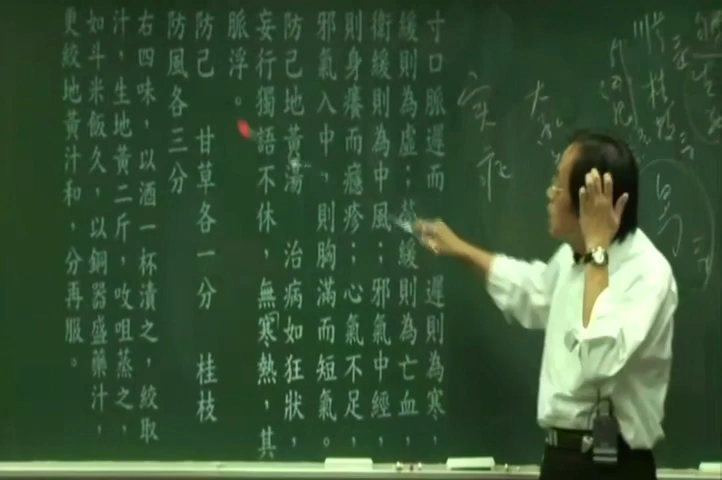 実症
寸口脈遲而 遲則為寒，
緩則為虛；緩則為亡血，
衛緩則為中風；邪氣中經，
則身癢而癮疹；心氣不足，
邪氣入中，則胸滿而短氣。
防己地黃湯 治病如狂狀，
妄行獨語不休，無寒熱，其
脈浮。
防己 甘草各一分 桂枝
防風各三分
右四味，以酒一杯漬之，絞取
汁，生地黃二斤，㕮咀蒸之，
如斗米飯久，以銅器盛藥汁，
更絞地黃汁和，分再服。